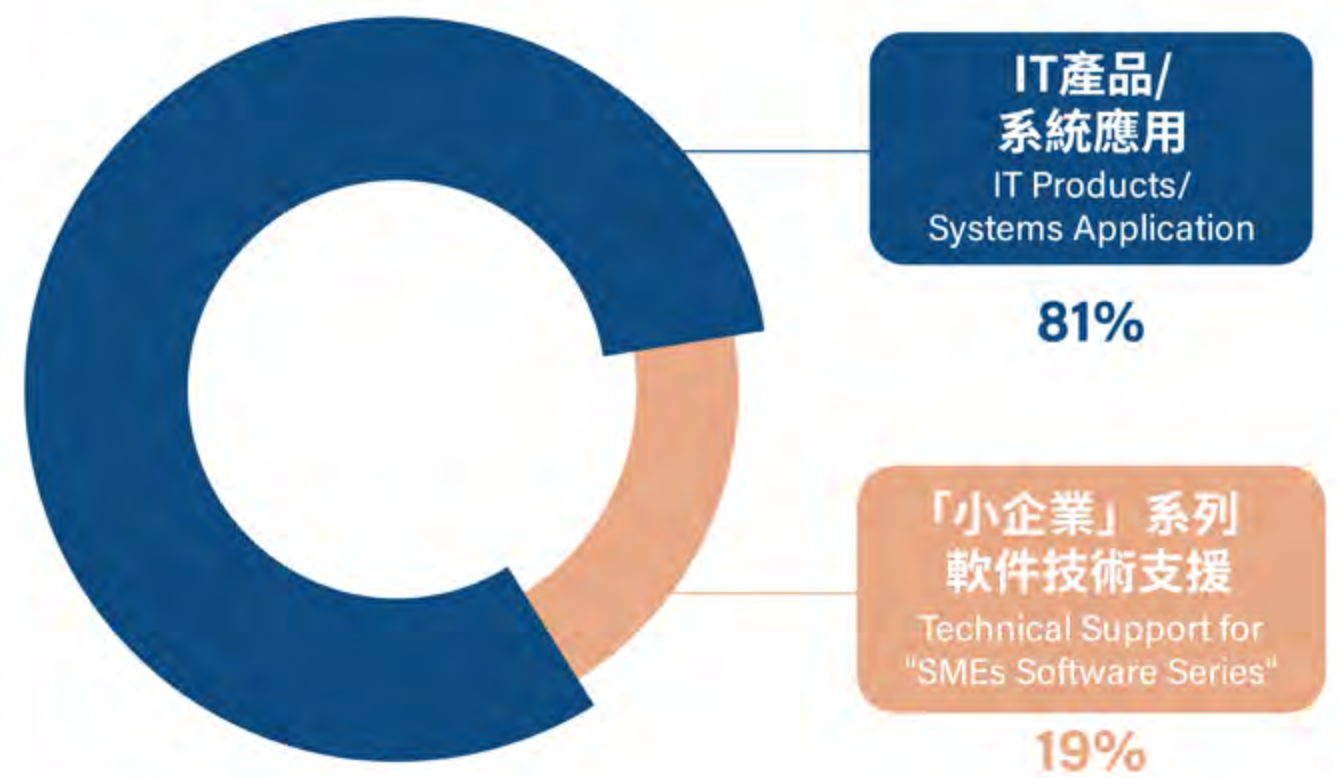 IT產品/
系統應用
IT Products/
Systems Application
81%
「小企業」系列
軟件技術支援
Technical Support for
"SMEs Software Series"
19%